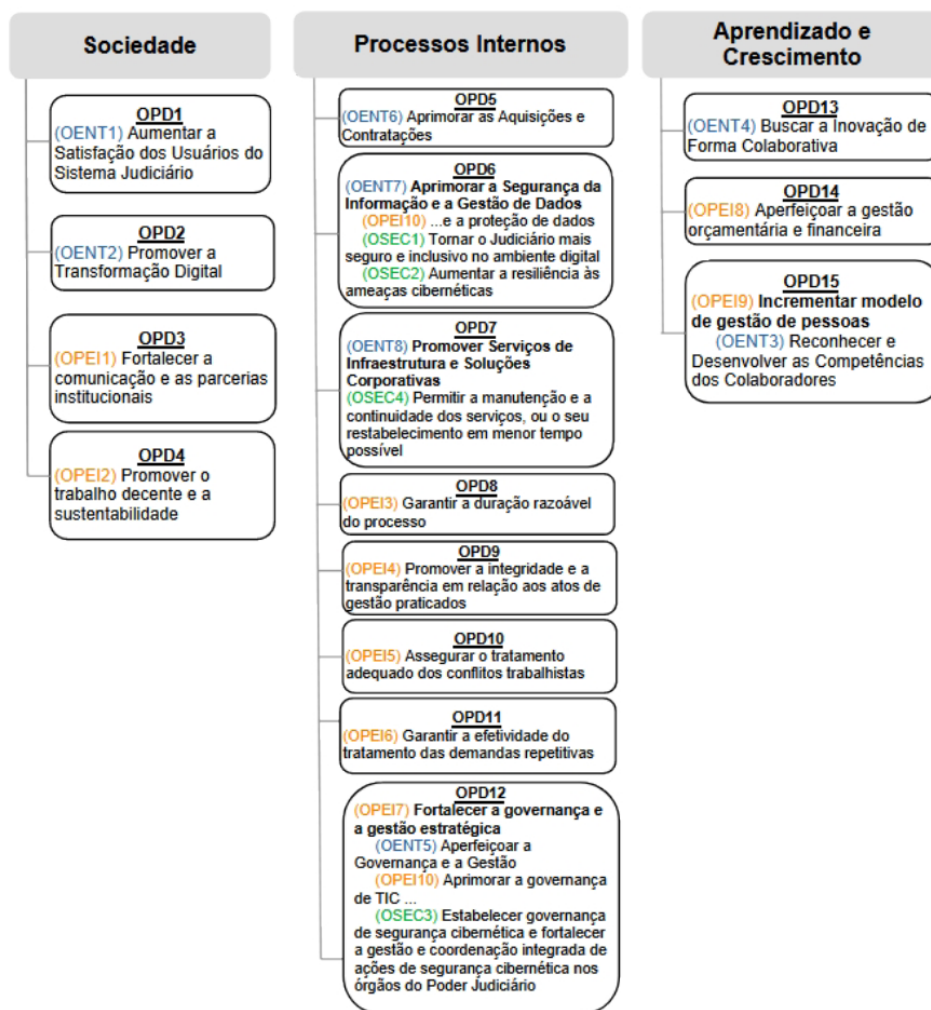 Sociedade
OPD1
(OENT1) Aumentar a
Satisfação dos Usuários do
Sistema Judiciário
OPD2
(OENT2) Promover a
Transformação Digital
OPD3
(OPEI1) Fortalecer a
comunicação e as parcerias
institucionais
OPD4
(OPEI2) Promover o
trabalho decente e a
sustentabilidade
Processos Internos
OPD5
(OENT6) Aprimorar as Aquisições e
Contratações
OPD6
(OENT7) Aprimorar a Segurança da
Informação e a Gestão de Dados
(OPEI10) ...e a proteção de dados
(OSEC1) Tornar o Judiciário mais
seguro e inclusivo no ambiente digital
(OSEC2) Aumentar a resiliência às
ameaças cibernéticas
OPD7
(OENT8) Promover Serviços de
Infraestrutura e Soluções
Corporativas
(OSEC4) Permitir a manutenção e a
continuidade dos serviços, ou o seu
restabelecimento em menor tempo
possível
OPD8
(OPEI3) Garantir a duração razoável
do processo
OPD9
(OPEI4) Promover a integridade e a
transparência em relação aos atos de
gestão praticados
OPD10
(OPEI5) Assegurar o tratamento
adequado dos conflitos trabalhistas
OPD11
(OPEI6) Garantir a efetividade do
tratamento das demandas repetitivas
OPD12
(OPEI7) Fortalecer a governança e
a gestão estratégica
(OENT5) Aperfeiçoar a
Governança e a Gestão
(OPEI10) Aprimorar a governança
de TIC ...
(OSEC3) Estabelecer governança
de segurança cibernética e fortalecer
a gestão e coordenação integrada de
ações de segurança cibernética nos
órgãos do Poder Judiciário
Aprendizado e
Crescimento
OPD13
(OENT4) Buscar a Inovação de
Forma Colaborativa
OPD14
(OPEI8) Aperfeiçoar a gestão
orçamentária e financeira
OPD15
(OPEI9) Incrementar modelo
de gestão de pessoas
(OENT3) Reconhecer e
Desenvolver as Competências
dos Colaboradores